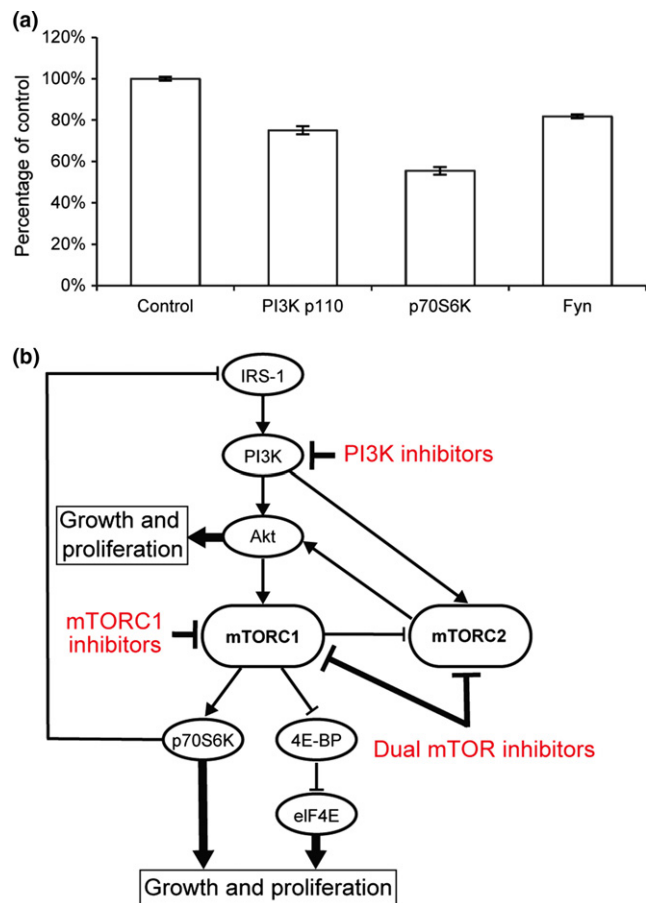 (a)
Percentage of control
120%
100%
80%
60%
40%
20%
0%
Control PI3K p110 p70S6K Fyn
(b)
IRS-1
PI3K
PI3K inhibitors
Growth and
proliferation
Akt
mTORC1
inhibitors
mTORC1
mTORC2
p70S6K
4E-BP
Dual mTOR inhibitors
eIF4E
Growth and proliferation